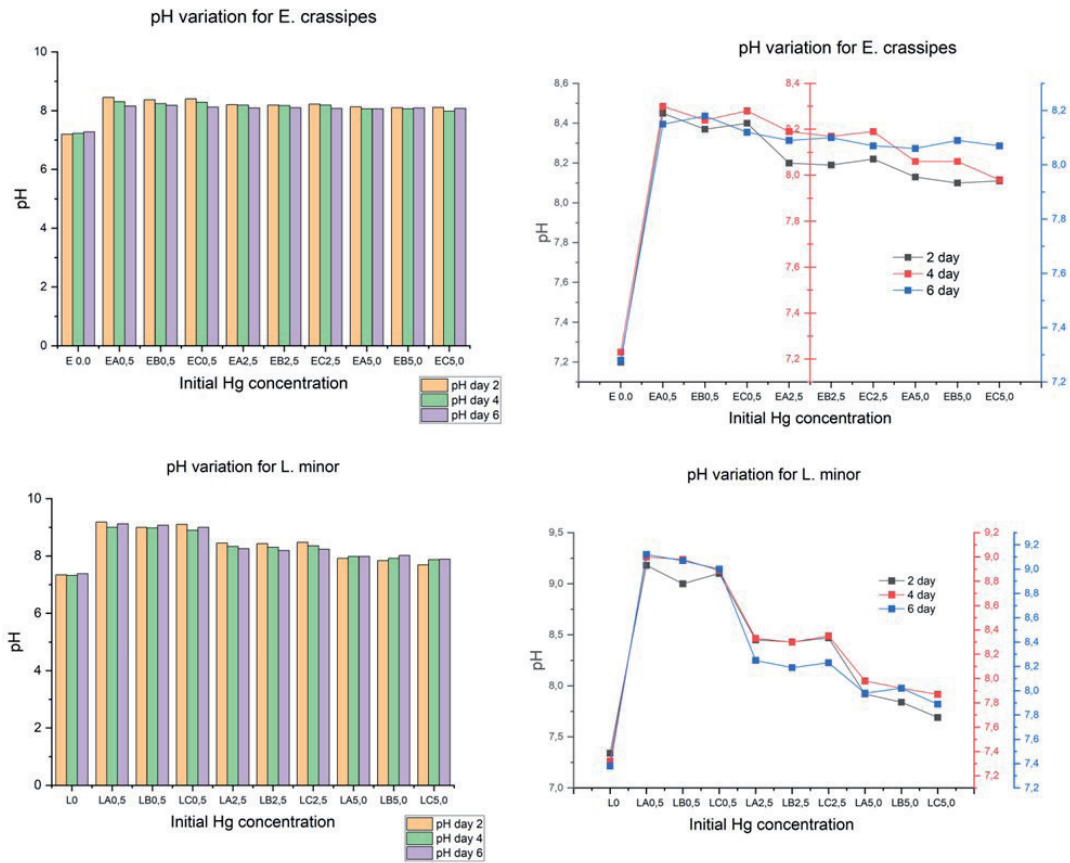 pH variation for E. crassipes
10
8
6
4
2
0
pH
E 0.0 EA0,5 EB0,5 EC0,5 EA2,5 EB2,5 EC2,5 EA5,0 EB5,0 EC5,0
Initial Hg concentration
pH day 2
pH day 4
pH day 6
pH variation for E. crassipes
8,6
8,4
8,2
8,0
7,8
7,6
7,4
7,2
pH
8,4
8,2
8,0
7,8
7,6
7,4
7,2
8,2
8,0
7,8
7,6
7,4
7,2
2 day
4 day
6 day
E 0.0 EA0,5 EB0,5 EC0,5 EA2,5 EB2,5 EC2,5 EA5,0 EB5,0 EC5,0
Initial Hg concentration
pH variation for L. minor
10
8
6
4
2
0
pH
L0 LA0,5 LB0,5 LC0,5 LA2,5 LB2,5 LC2,5 LA5,0 LB5,0 LC5,0
Initial Hg concentration
pH day 2
pH day 4
pH day 6
pH variation for L. minor
9,5
9,0
8,5
8,0
7,5
7,0
pH
2 day
4 day
6 day
9,2
9,0
8,8
8,6
8,4
8,2
8,0
7,8
7,6
7,4
7,2
9,2
9,0
8,8
8,6
8,4
8,2
8,0
7,8
7,6
7,4
7,2
L0 LA0,5 LB0,5 LC0,5 LA2,5 LB2,5 LC2,5 LA5,0 LB5,0 LC5,0
Initial Hg concentration